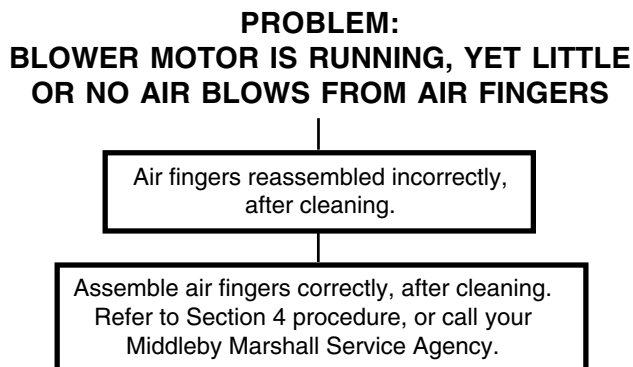 PROBLEM:
BLOWER MOTOR IS RUNNING, YET LITTLE
OR NO AIR BLOWS FROM AIR FINGERS
Air fingers reassembled incorrectly,
after cleaning.
Assemble air fingers correctly, after cleaning.
Refer to Section 4 procedure, or call your
Middleby Marshall Service Agency.